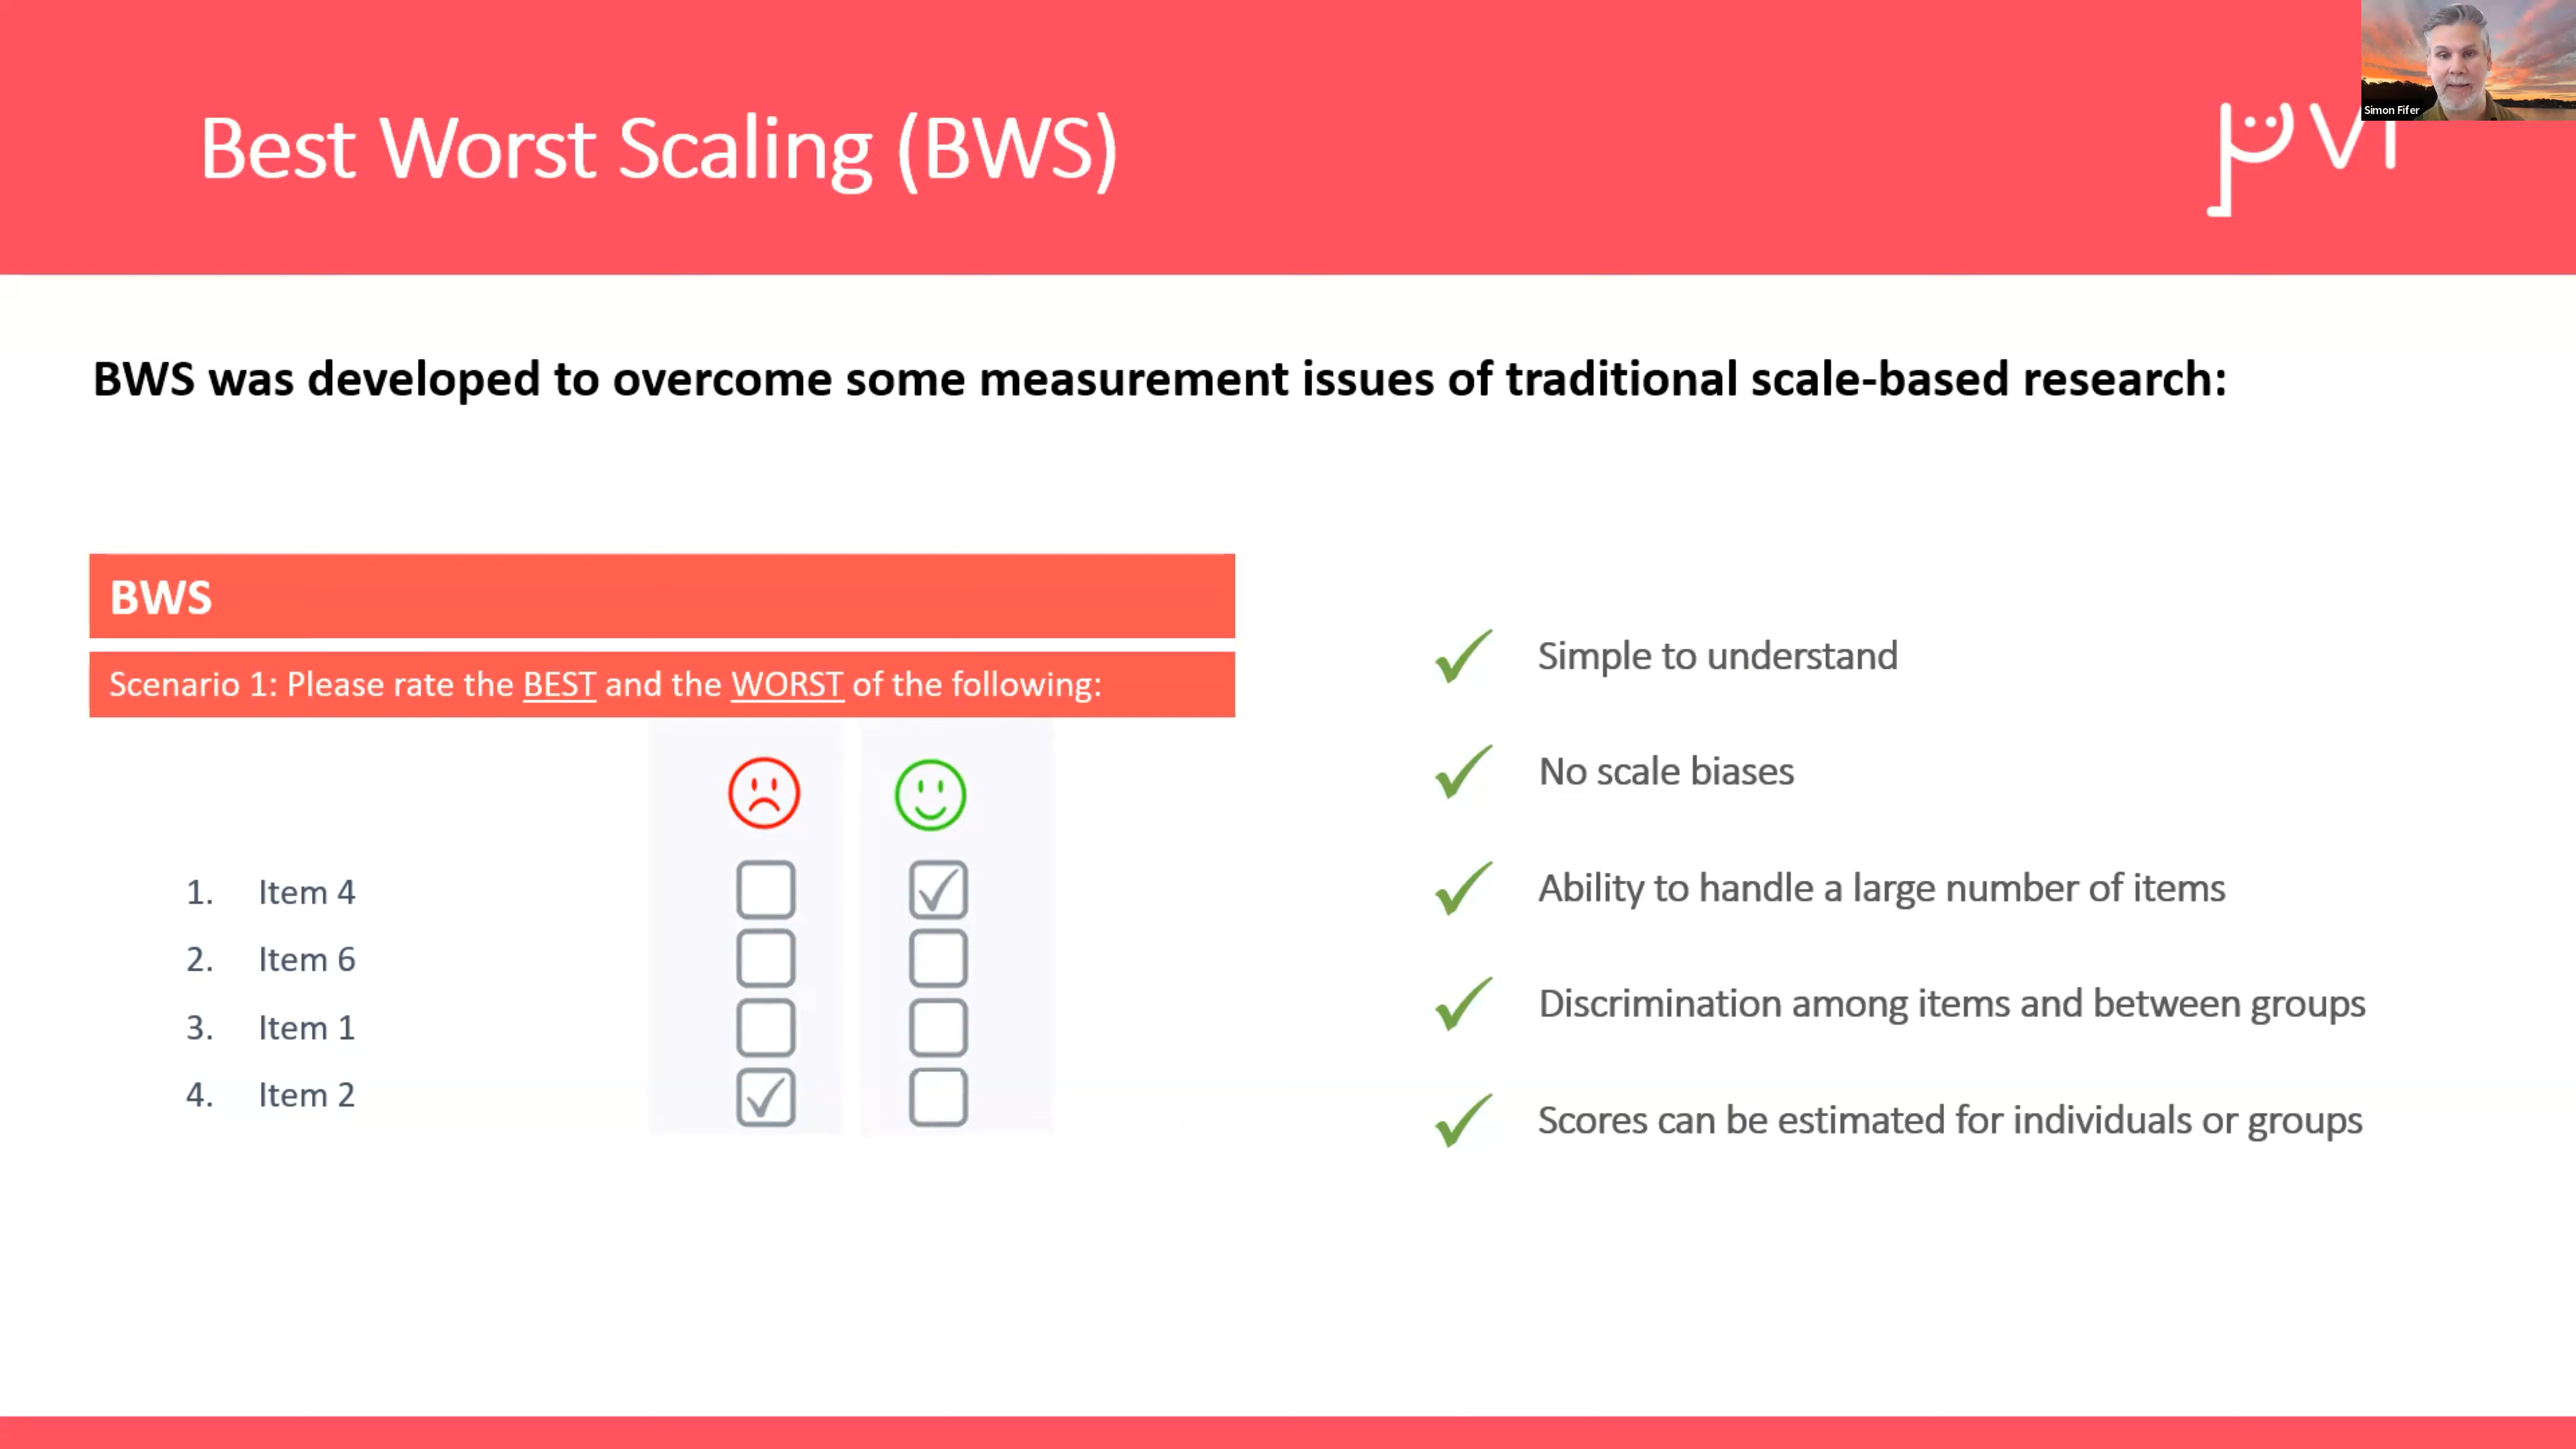 Simon Fifer
Best Worst Scaling (BWS)
BWS was developed to overcome some measurement issues of traditional scale-based research:
BWS
Scenario 1: Please rate the BEST and the WORST of the following:
1. Item 4
2. Item 6
3. Item 1
4. Item 2
Simple to understand
No scale biases
Ability to handle a large number of items
Discrimination among items and between groups
Scores can be estimated for individuals or groups